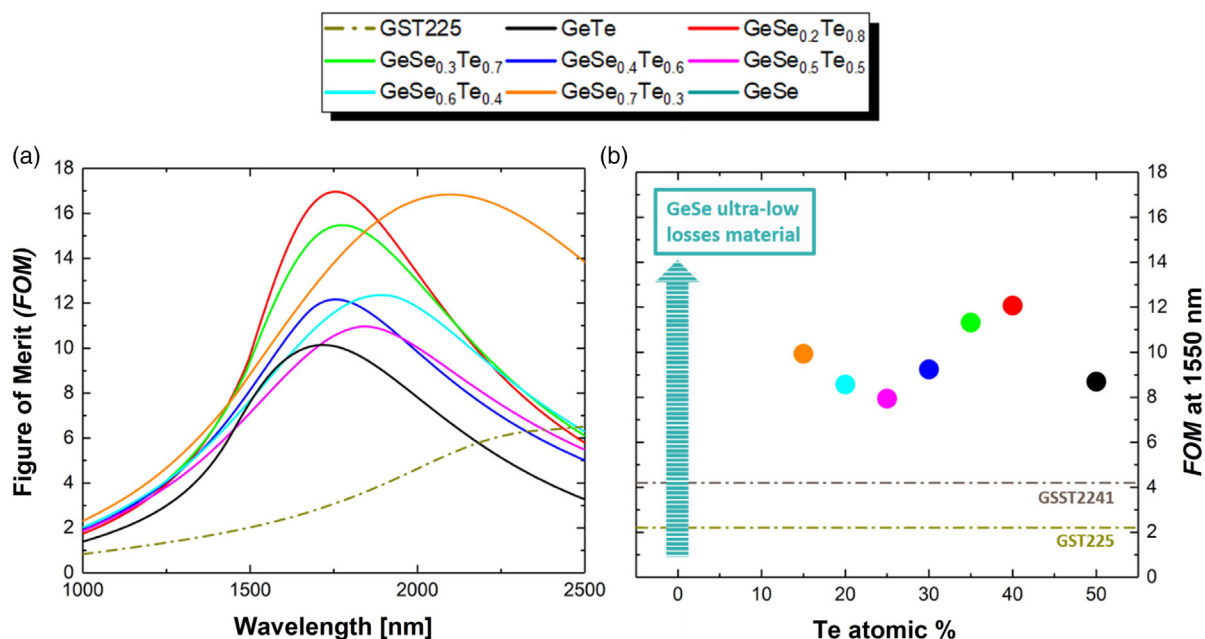 GST225 GeTe GeSe0.2Te0.8
GeSe0.3Te0.7 GeSe0.4Te0.6 GeSe0.5Te0.5
GeSe0.6Te0.4 GeSe0.7Te0.3 GeSe
(a)
Figure of Merit (FOM)
18
16
14
12
10
8
6
4
2
0
1000 1500 2000 2500
Wavelength [nm]
(b)
GeSe ultra-low
losses material
GSST2241
GST225
18
16
14
12
10
8
6
4
2
0
FOM at 1550 nm
0 10 20 30 40 50
Te atomic %